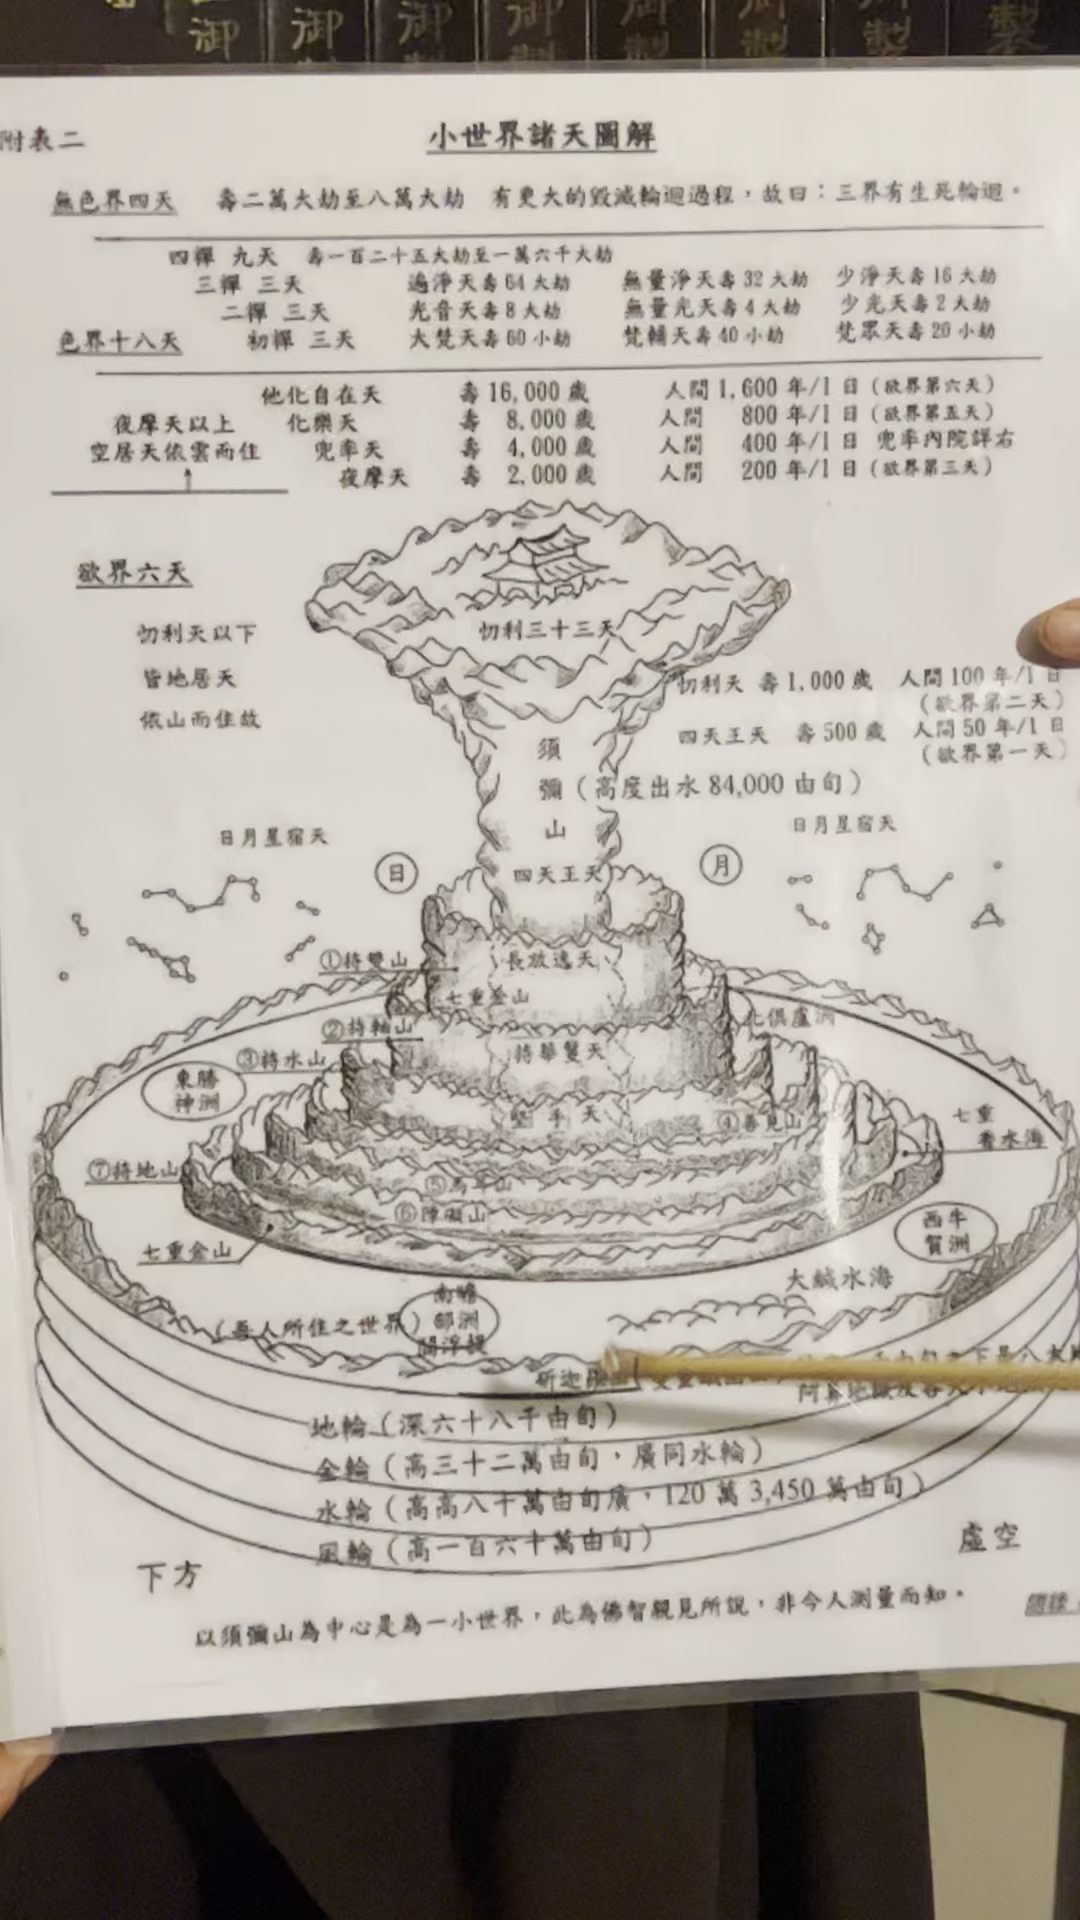 御 御 御 御 御 御 御
製 製 製 製 製 製
附表二
小世界諸天圖解
無色界四天 壽二萬大劫至八萬大劫 有更大的毀滅輪迴過程，故曰：三界有生死輪迴。
四禪 九天 壽一百二十五大劫至一萬六千大劫
三禪 三天 遍淨天壽64大劫 無量淨天壽32大劫 少淨天壽16大劫
二禪 三天 光音天壽8大劫 無量光天壽4大劫 少光天壽2大劫
色界十八天 初禪 三天 大梵天壽60小劫 梵輔天壽40小劫 梵眾天壽20小劫
他化自在天 壽16,000歲 人間1,600年/1日(欲界第六天)
夜摩天以上 化樂天 壽 8,000歲 人間 800年/1日(欲界第五天)
空居天依雲而住 兜率天 壽 4,000歲 人間 400年/1日 兜率內院詳右
夜摩天 壽 2,000歲 人間 200年/1日(欲界第三天)
欲界六天
忉利天以下
皆地居天
依山而住故
忉利三十三天
忉利天 壽1,000歲 人間100年/1日
(欲界第二天)
四天王天 壽500歲 人間50年/1日
(欲界第一天)
須
彌（高度出水84,000由旬）
山
日月星宿天
日月星宿天
日
月
四天王天
①持雙山
長放逸天
七重金山
②持軸山
北俱盧洲
③持水山
持華鬘天
東勝
神洲
堅手天
④善見山
七重
香水海
⑦持地山
⑤馬耳山
⑥障礙山
西牛
賀洲
七重金山
大鹹水海
南瞻
部洲
閻浮提
(吾人所住之世界)
地輪（深六十八千由旬）
金輪（高三十二萬由旬，廣同水輪）
水輪（高高八十萬由旬廣，120萬3,450萬由旬）
風輪（高一百六十萬由旬）
下方
虛空
以須彌山為中心是為一小世界，此為佛智親見所說，非今人測量而知。